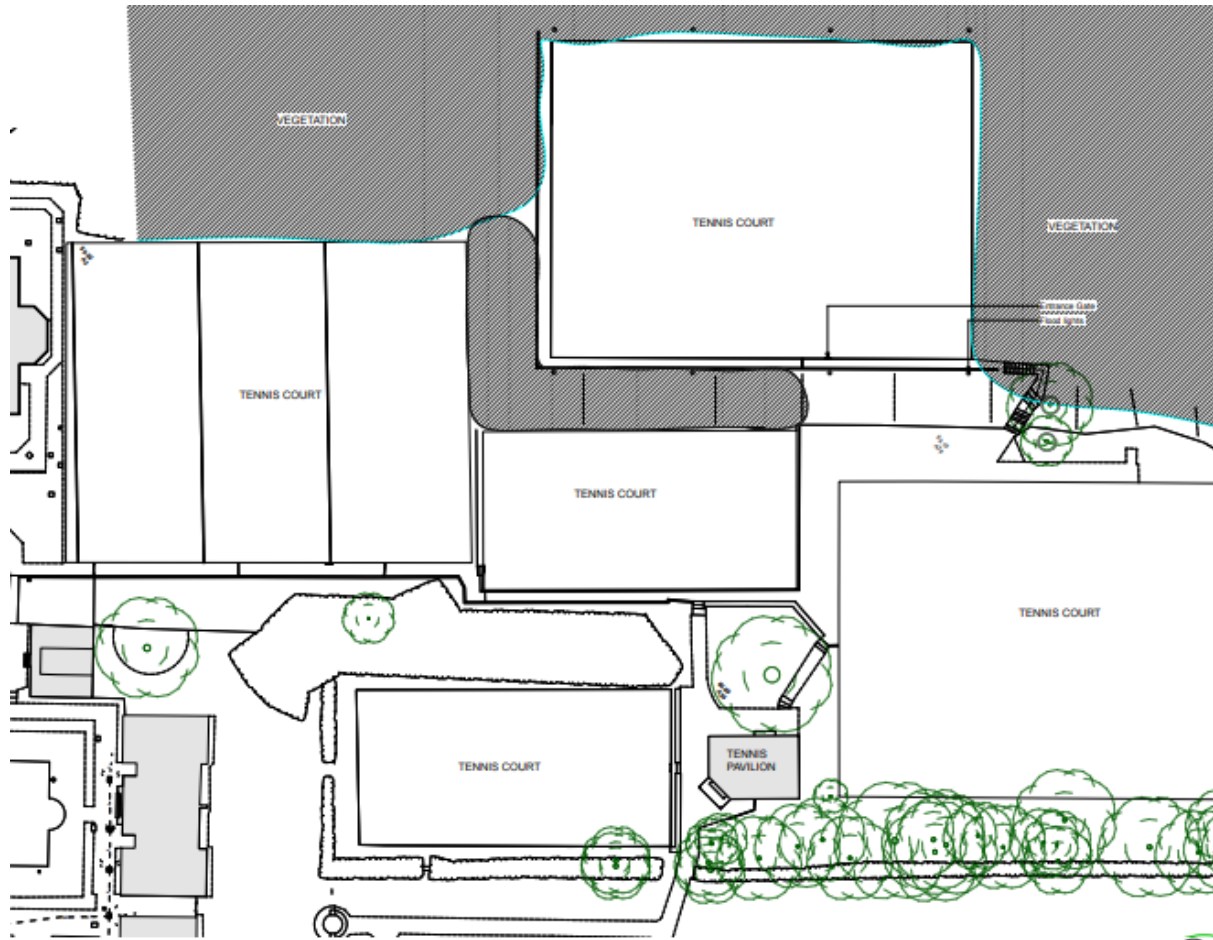 VEGETATION
TENNIS COURT
VEGETATION
Entrance Gate
Flood lights
TENNIS COURT
TENNIS COURT
TENNIS COURT
TENNIS COURT
TENNIS
PAVILION